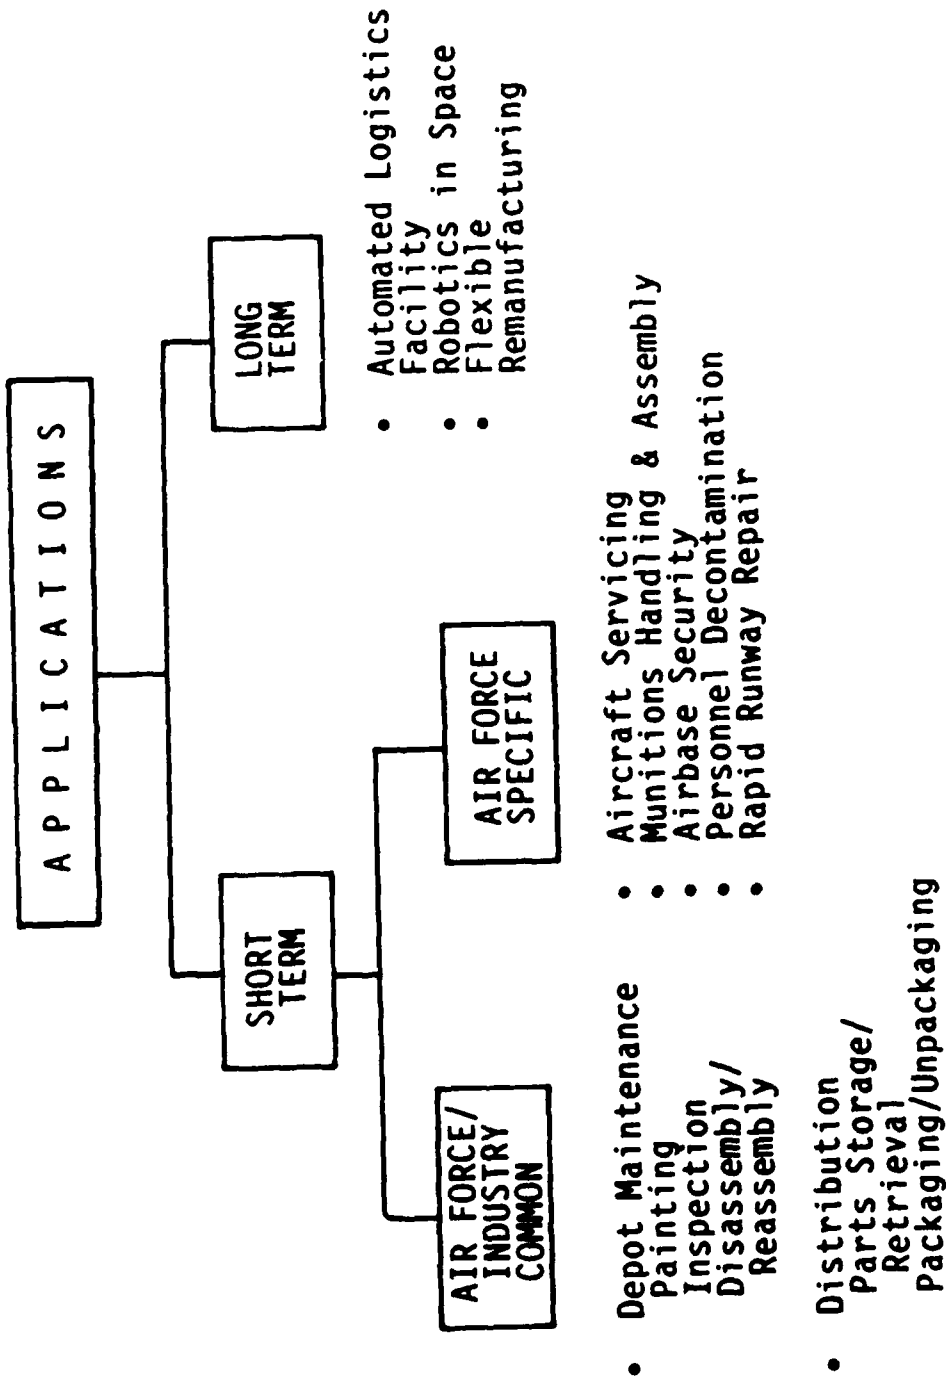 A P P L I C A T I O N S
SHORT
TERM
LONG
TERM
AIR FORCE/
INDUSTRY
COMMON
AIR FORCE
SPECIFIC
• Depot Maintenance
Painting
Inspection
Disassembly/
Reassembly
• Distribution
Parts Storage/
Retrieval
Packaging/Unpackaging
• Aircraft Servicing
• Munitions Handling & Assembly
• Airbase Security
• Personnel Decontamination
• Rapid Runway Repair
• Automated Logistics
Facility
• Robotics in Space
• Flexible
Remanufacturing